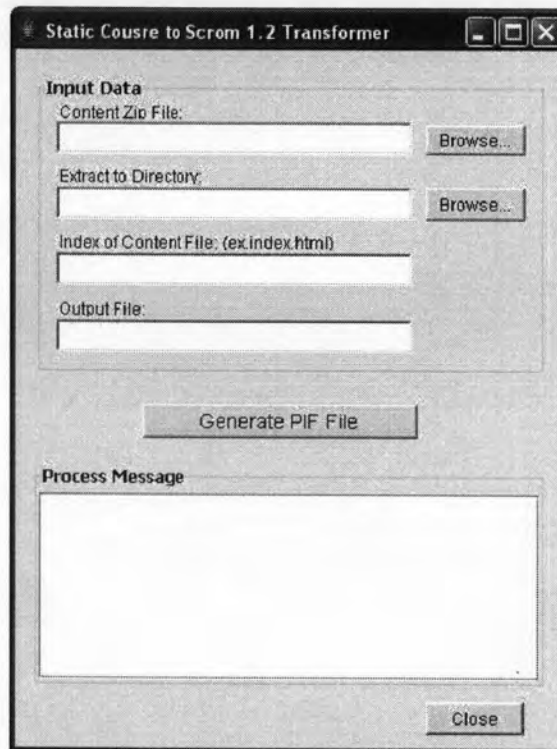 Static Cousre to Scrom 1.2 Transformer
Input Data
Content Zip File:
Browse...
Extract to Directory:
Browse...
Index of Content File: (ex.index.html)
Output File:
Generate PIF File
Process Message
Close